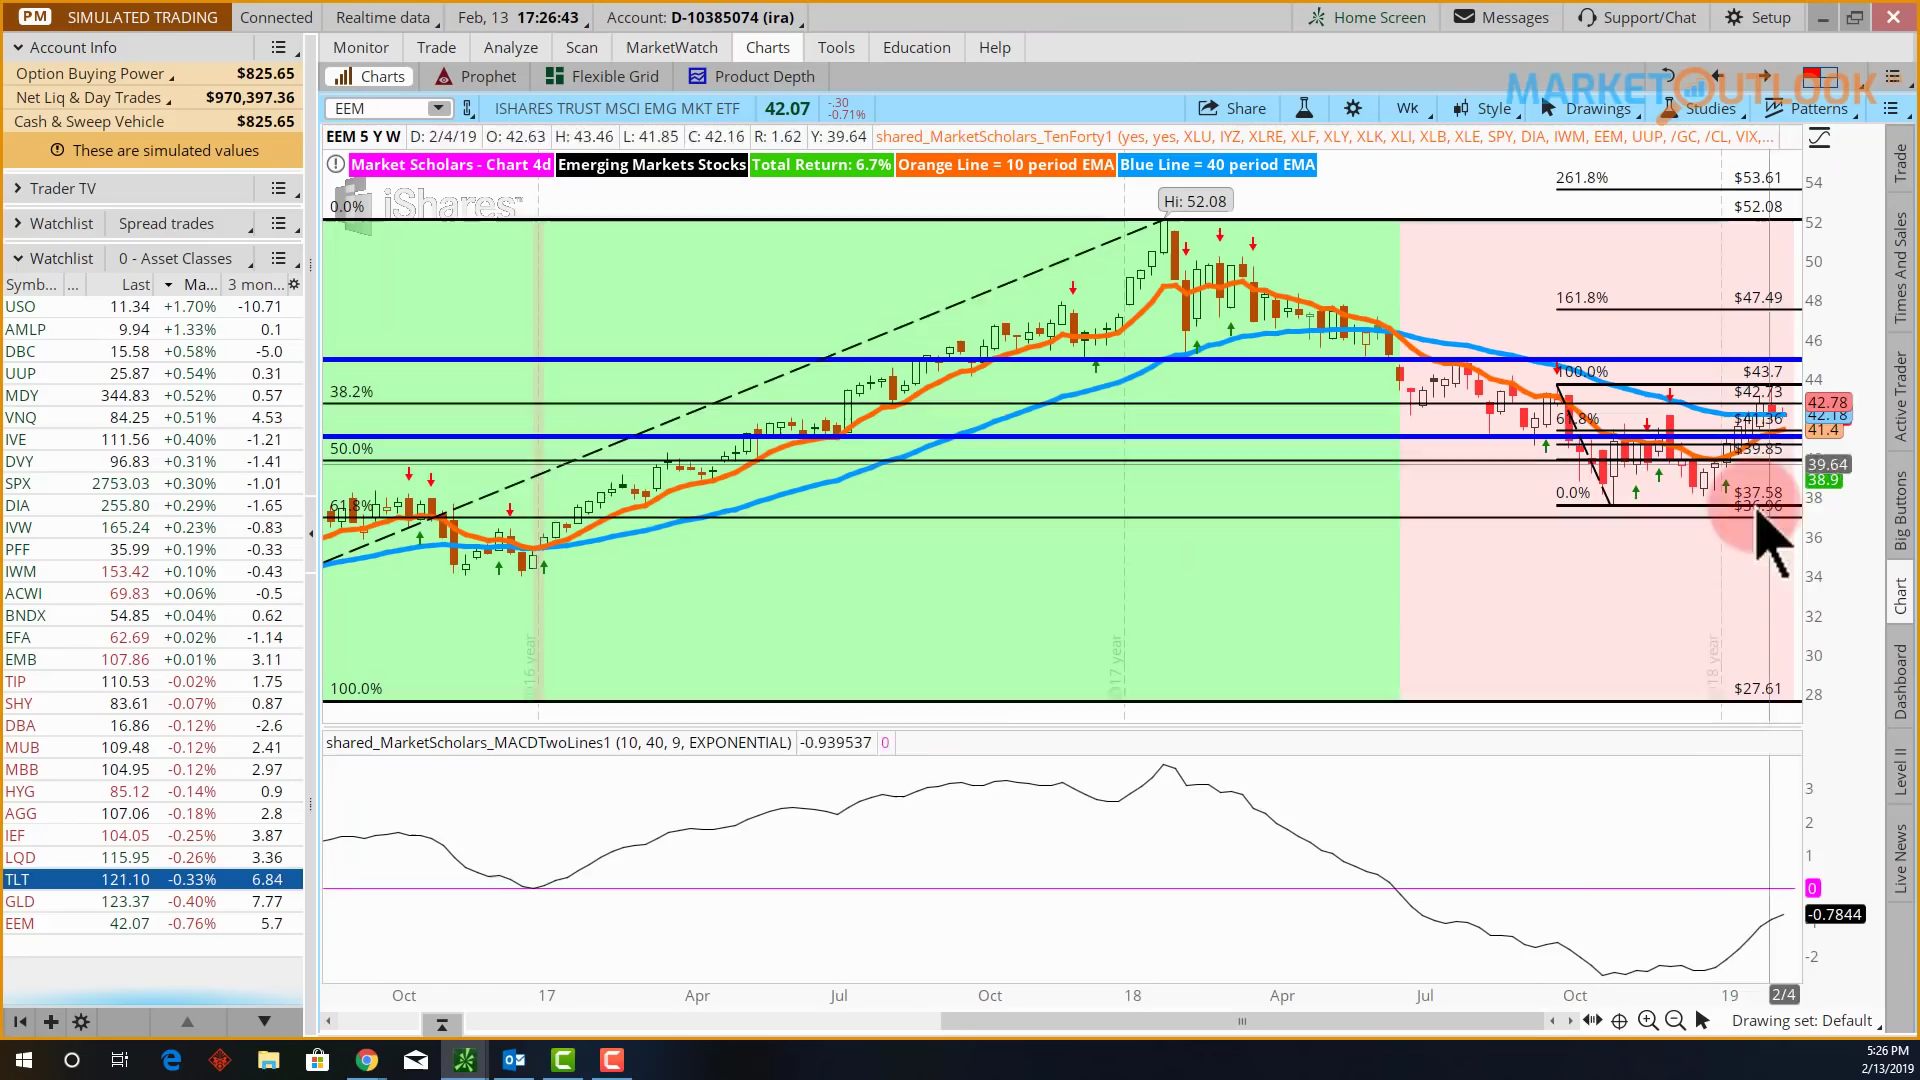 PM SIMULATED TRADING Connected Realtime data Feb, 13 17:26:43 Account: D-10385074 (ira) Home Screen Messages Support/Chat Setup
Account Info
Option Buying Power $825.65
Net Liq & Day Trades $970,397.36
Cash & Sweep Vehicle $825.65
These are simulated values
Trader TV
Watchlist Spread trades
Watchlist 0 - Asset Classes
Symb... ... Last Ma... 3 mon...
USO 11.34 +1.70% -10.71
AMLP 9.94 +1.33% 0.1
DBC 15.58 +0.58% -5.0
UUP 25.87 +0.54% 0.31
MDY 344.83 +0.52% 0.57
VNQ 84.25 +0.51% 4.53
IVE 111.56 +0.40% -1.21
DVY 96.83 +0.31% -1.41
SPX 2753.03 +0.30% -1.01
DIA 255.80 +0.29% -1.65
IVW 165.24 +0.23% -0.83
PFF 35.99 +0.19% -0.33
IWM 153.42 +0.10% -0.43
ACWI 69.83 +0.06% -0.5
BNDX 54.85 +0.04% 0.62
EFA 62.69 +0.02% -1.14
EMB 107.86 +0.01% 3.11
TIP 110.53 -0.02% 1.75
SHY 83.61 -0.07% 0.87
DBA 16.86 -0.12% -2.6
MUB 109.48 -0.12% 2.41
MBB 104.95 -0.12% 2.97
HYG 85.12 -0.14% 0.9
AGG 107.06 -0.18% 2.8
IEF 104.05 -0.25% 3.87
LQD 115.95 -0.26% 3.36
TLT 121.10 -0.33% 6.84
GLD 123.37 -0.40% 7.77
EEM 42.07 -0.76% 5.7
Monitor Trade Analyze Scan MarketWatch Charts Tools Education Help
Charts Prophet Flexible Grid Product Depth
MARKETOUTLOOK
EEM ISHARES TRUST MSCI EMG MKT ETF 42.07 -.30 -0.71% Share Wk Style Drawings Studies Patterns
EEM 5 Y W D: 2/4/19 O: 42.63 H: 43.46 L: 41.85 C: 42.16 R: 1.62 Y: 39.64 shared_MarketScholars_TenForty1 (yes, yes, XLU, IYZ, XLRE, XLF, XLY, XLK, XLI, XLB, XLE, SPY, DIA, IWM, EEM, UUP, /GC, /CL, VIX,...
Market Scholars - Chart 4d Emerging Markets Stocks Total Return: 6.7% Orange Line = 10 period EMA Blue Line = 40 period EMA
iShares
Hi: 52.08
0.0%
38.2%
50.0%
61.8%
100.0%
261.8% $53.61
$52.08
161.8% $47.49
100.0% $43.7
$42.73
61.8% $41.36
$39.85
0.0% $37.58
$27.61
54
52
50
48
46
44
42.78
42.18
41.4
39.64
38.9
38
36
34
32
30
28
17 year
18 year
shared_MarketScholars_MACDTwoLines1 (10, 40, 9, EXPONENTIAL) -0.939537 0
3
2
1
0
-0.7844
-2
Oct 17 Apr Jul Oct 18 Apr Jul Oct 19 2/4
Drawing set: Default
Trade
Times And Sales
Active Trader
Big Buttons
Chart
Dashboard
Level II
Live News
5:26 PM
2/13/2019